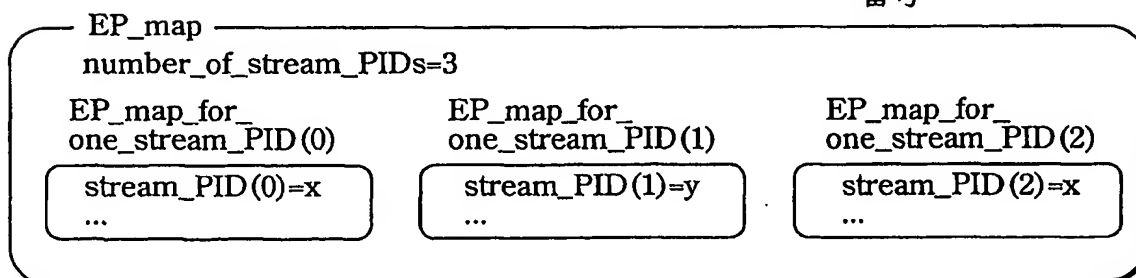 EP_map
number_of_stream_PIDs=3
EP_map_for_
one_stream_PID(0)
stream_PID(0)=x
...
EP_map_for_
one_stream_PID(1)
stream_PID(1)=y
...
EP_map_for_
one_stream_PID(2)
stream_PID(2)=x
...